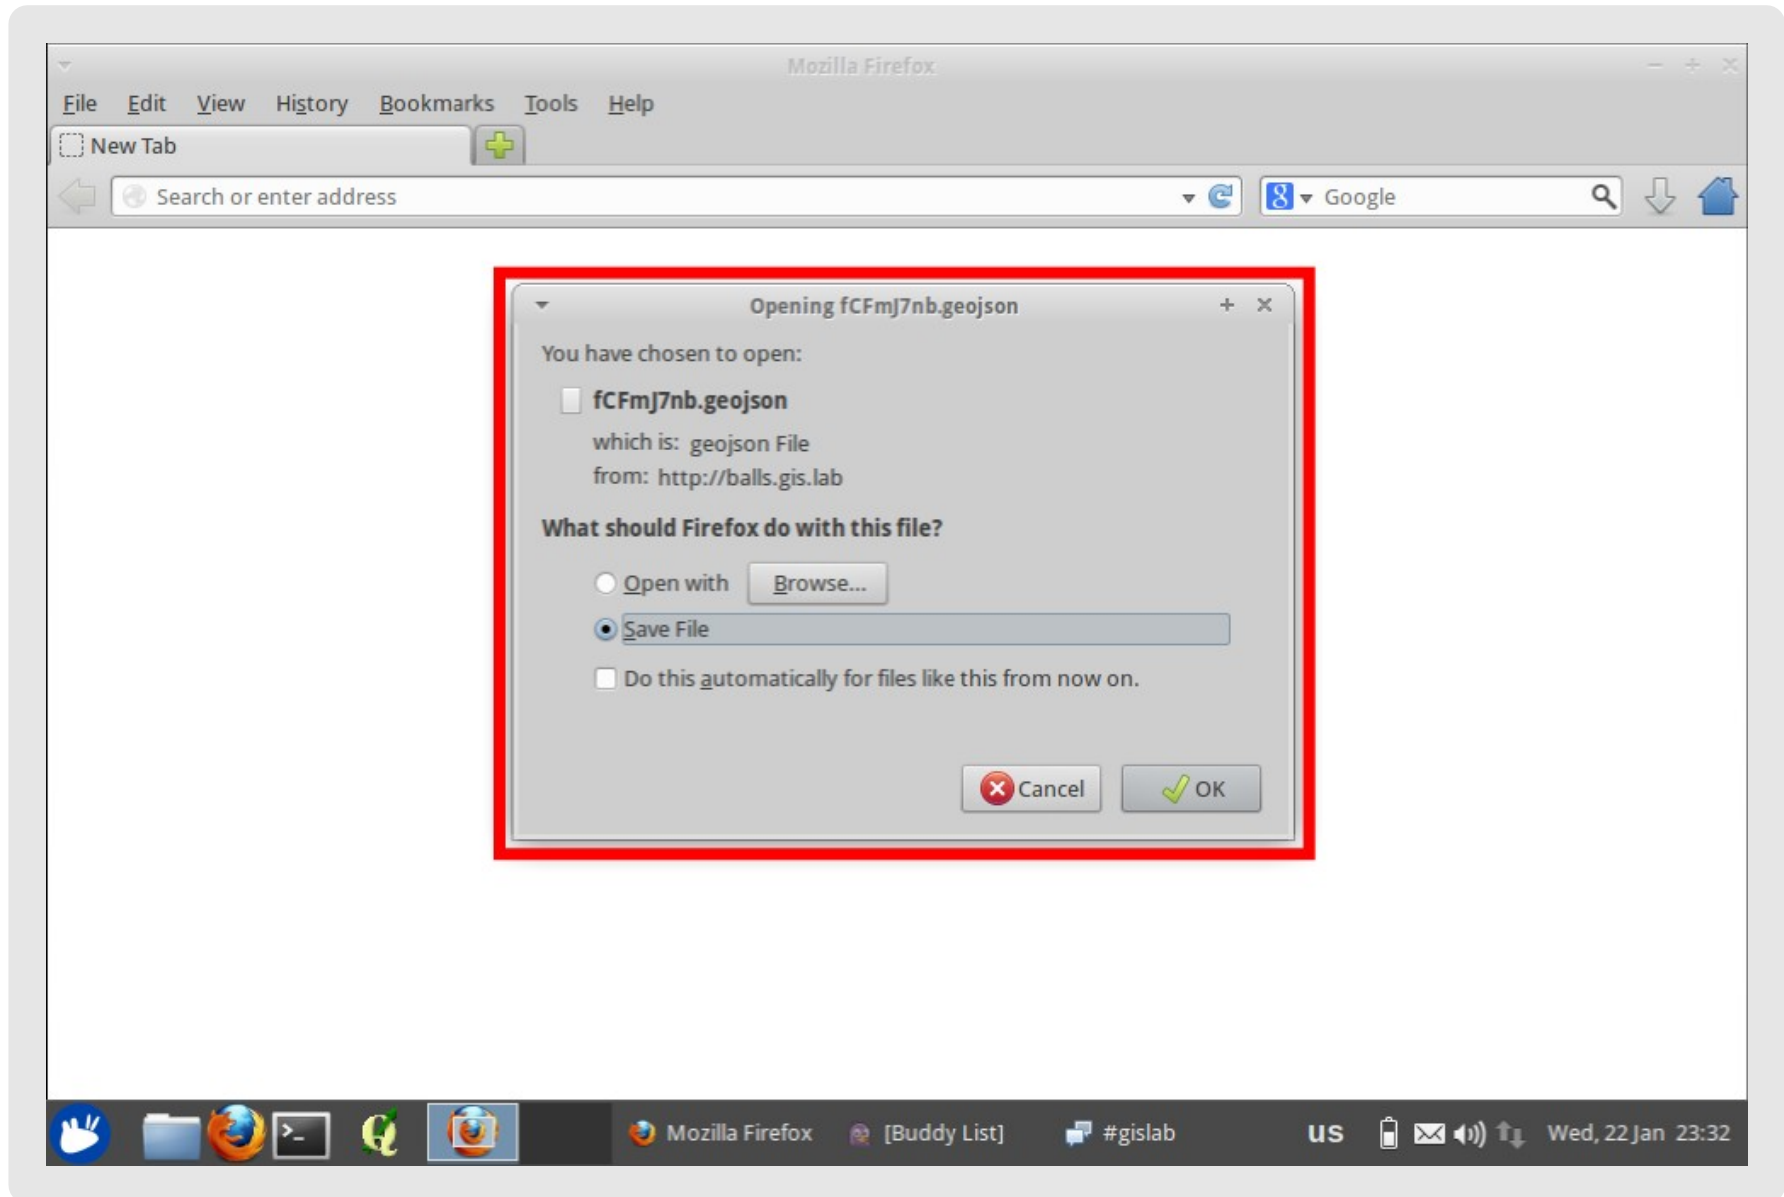 Mozilla Firefox
File Edit View History Bookmarks Tools Help
New Tab
Search or enter address
8 Google
Opening fCFmJ7nb.geojson
You have chosen to open:
fCFmJ7nb.geojson
which is: geojson File
from: http://balls.gis.lab
What should Firefox do with this file?
Open with Browse...
Save File
Do this automatically for files like this from now on.
Cancel OK
>_ Mozilla Firefox [Buddy List] #gislab us Wed, 22 Jan 23:32